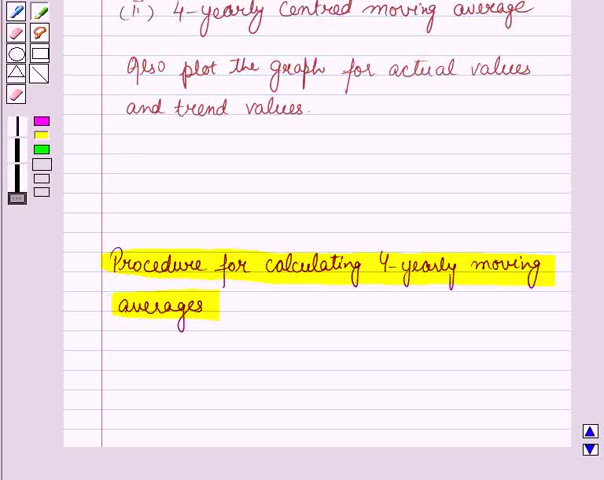 (ii) 4-yearly centred moving average
Also plot the graph for actual values
and trend values.
Procedure for calculating 4-yearly moving
averages